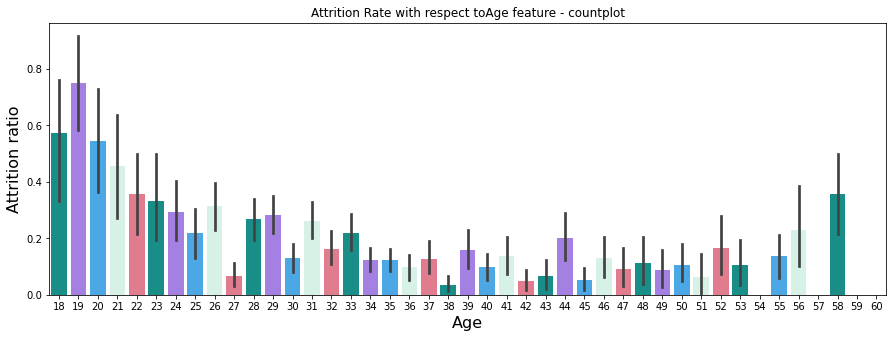 Attrition Rate with respect toAge feature - countplot
Attrition ratio
0.8
0.6
0.4
0.2
0.0
18 19 20 21 22 23 24 25 26 27 28 29 30 31 32 33 34 35 36 37 38 39 40 41 42 43 44 45 46 47 48 49 50 51 52 53 54 55 56 57 58 59 60
Age